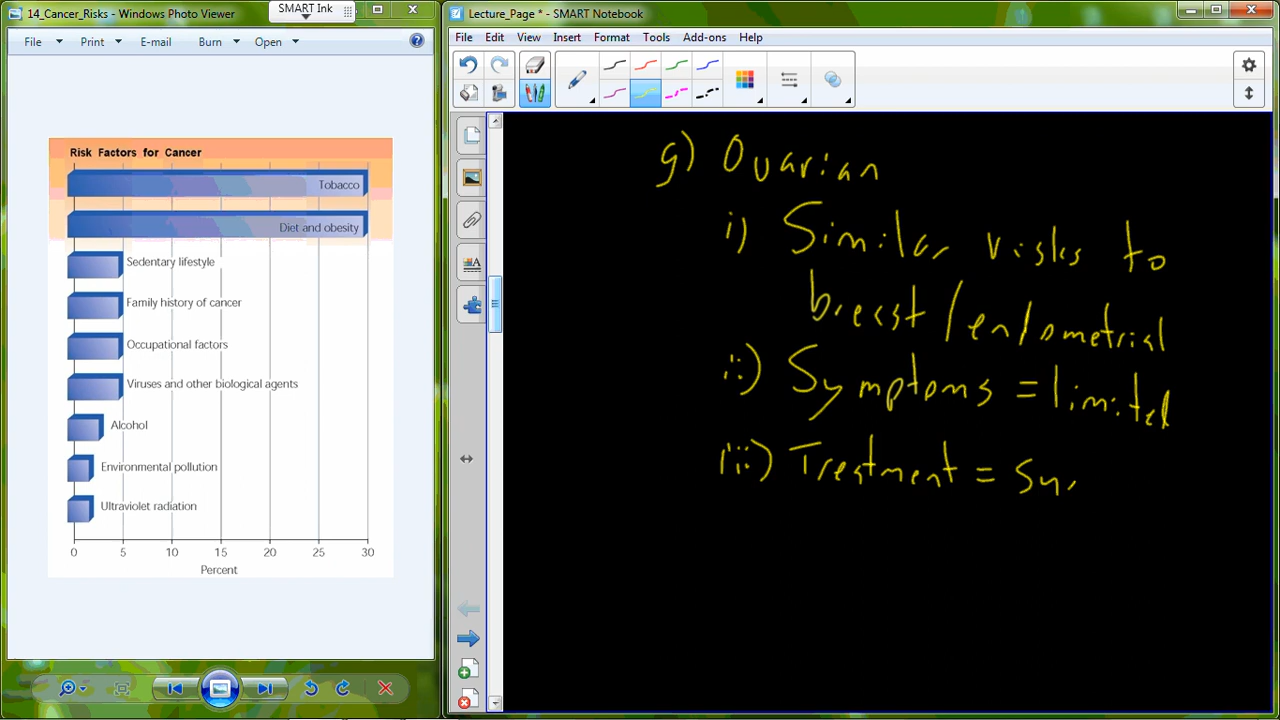 14_Cancer_Risks - Windows Photo Viewer
SMART Ink
File Print E-mail Burn Open
Risk Factors for Cancer
Tobacco
Diet and obesity
Sedentary lifestyle
Family history of cancer
Occupational factors
Viruses and other biological agents
Alcohol
Environmental pollution
Ultraviolet radiation
0 5 10 15 20 25 30
Percent
Lecture_Page * - SMART Notebook
File Edit View Insert Format Tools Add-ons Help
g) Ovarian
i) Similar risks to
breast/endometrial
ii) Symptoms = limited
iii) Treatment = Sur